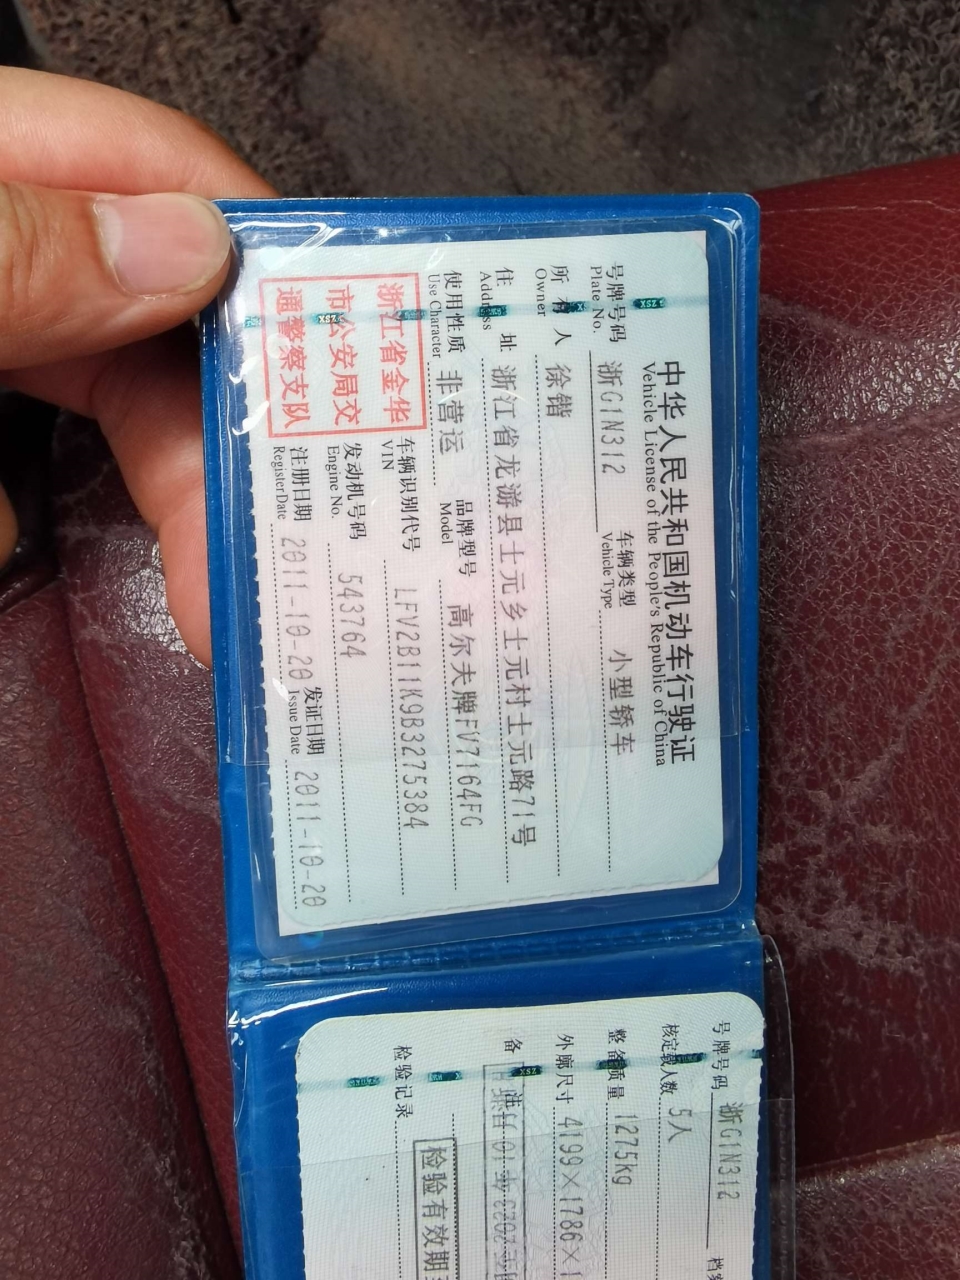 中华人民共和国机动车行驶证
Vehicle License of the People's Republic of China
号牌号码 浙G1N312 车辆类型 小型轿车
Plate No. Vehicle Type
所有人 徐锴
Owner
住址 浙江省龙游县士元乡士元村士元路71号
Address
使用性质 非营运 品牌型号 高尔夫牌FV7164FG
Use Character Model
浙江省金华
市公安局交
通警察支队
车辆识别代号 LFV2B11K9B3275384
VIN
发动机号码 543764
Engine No.
注册日期 2011-10-20 发证日期 2011-10-20
Register Date Issue Date
号牌号码 浙G1N312
核定载人数 5人
整备质量 1275kg
外廓尺寸 4199×1786×1
备注
检验记录
检验有效期